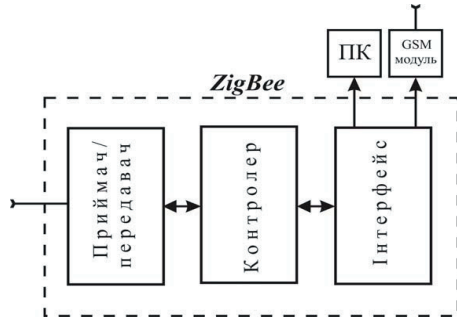 ПК
GSM
модуль
ZigBee
Приймач/
передавач
Контролер
Інтерфейс